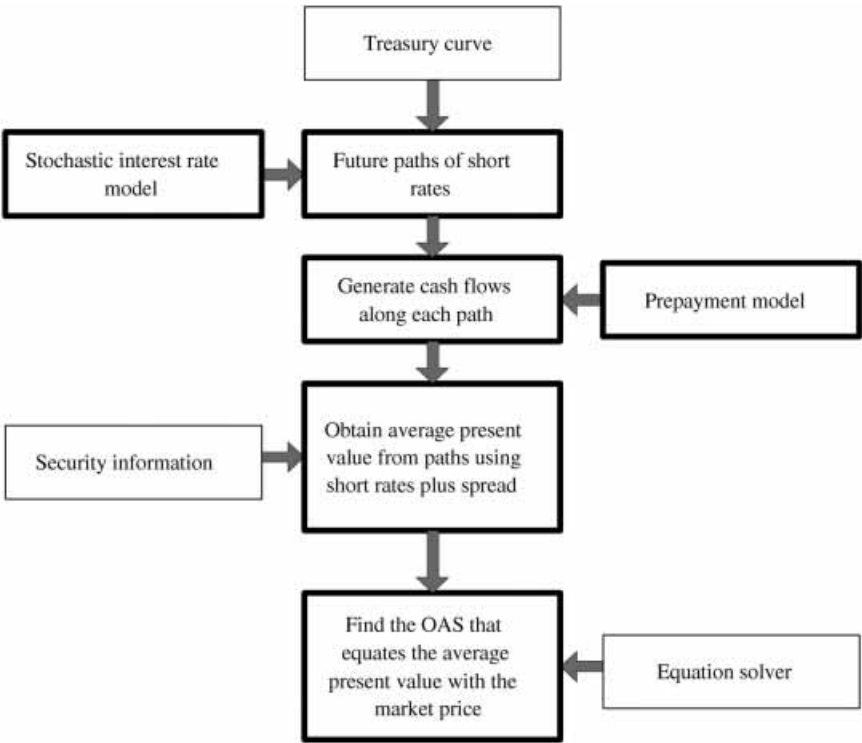 Treasury curve
Stochastic interest rate
model
Future paths of short
rates
Generate cash flows
along each path
Prepayment model
Security information
Obtain average present
value from paths using
short rates plus spread
Find the OAS that
equates the average
present value with the
market price
Equation solver